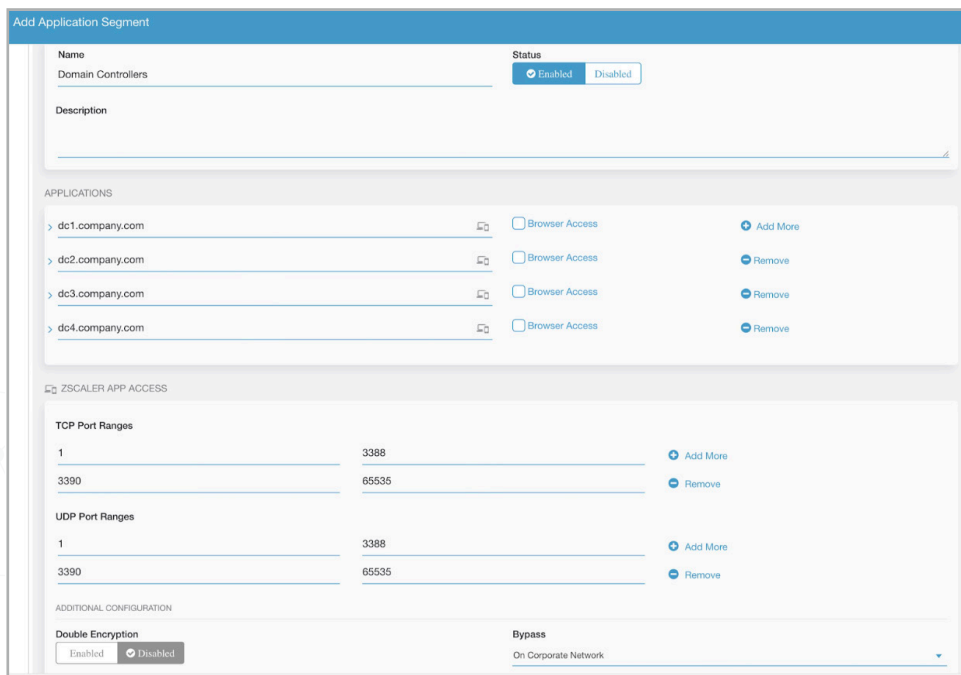 Add Application Segment
Name Status
Domain Controllers Enabled Disabled
Description
APPLICATIONS
dc1.company.com Browser Access Add More
dc2.company.com Browser Access Remove
dc3.company.com Browser Access Remove
dc4.company.com Browser Access Remove
ZSCALER APP ACCESS
TCP Port Ranges
1 3388 Add More
3390 65535 Remove
UDP Port Ranges
1 3388 Add More
3390 65535 Remove
ADDITIONAL CONFIGURATION
Double Encryption Bypass
Enabled Disabled On Corporate Network